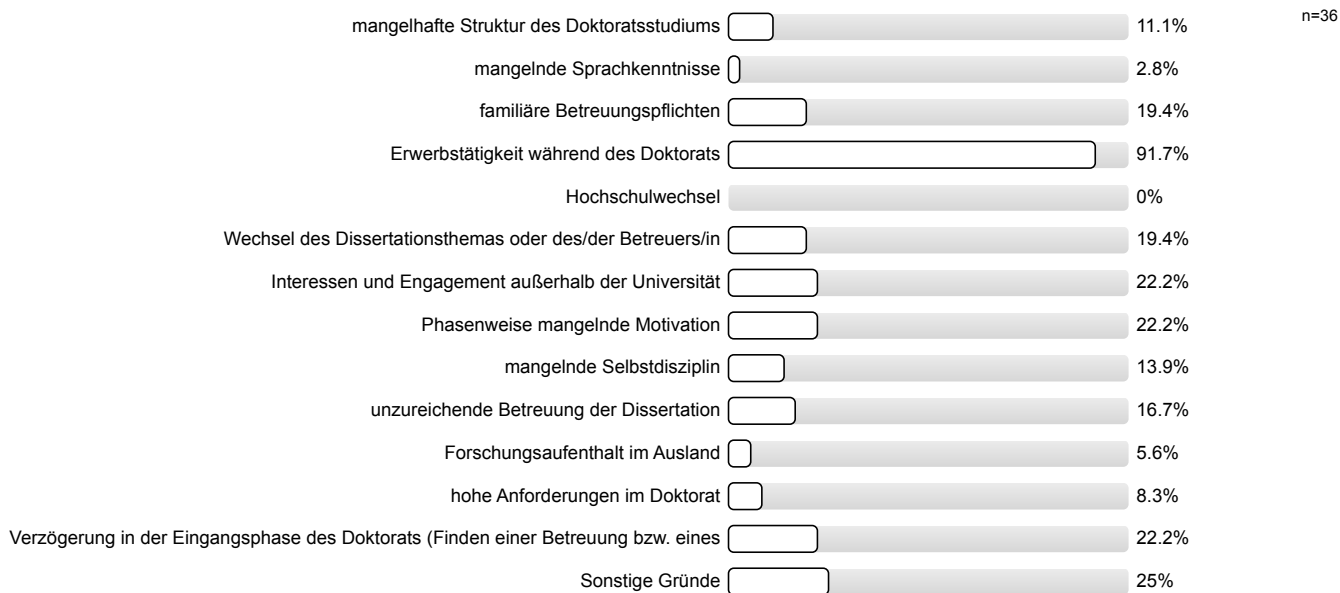 n=36
mangelhafte Struktur des Doktoratsstudiums 11.1%
mangelnde Sprachkenntnisse 2.8%
familiäre Betreuungspflichten 19.4%
Erwerbstätigkeit während des Doktorats 91.7%
Hochschulwechsel 0%
Wechsel des Dissertationsthemas oder des/der Betreuers/in 19.4%
Interessen und Engagement außerhalb der Universität 22.2%
Phasenweise mangelnde Motivation 22.2%
mangelnde Selbstdisziplin 13.9%
unzureichende Betreuung der Dissertation 16.7%
Forschungsaufenthalt im Ausland 5.6%
hohe Anforderungen im Doktorat 8.3%
Verzögerung in der Eingangsphase des Doktorats (Finden einer Betreuung bzw. eines 22.2%
Sonstige Gründe 25%